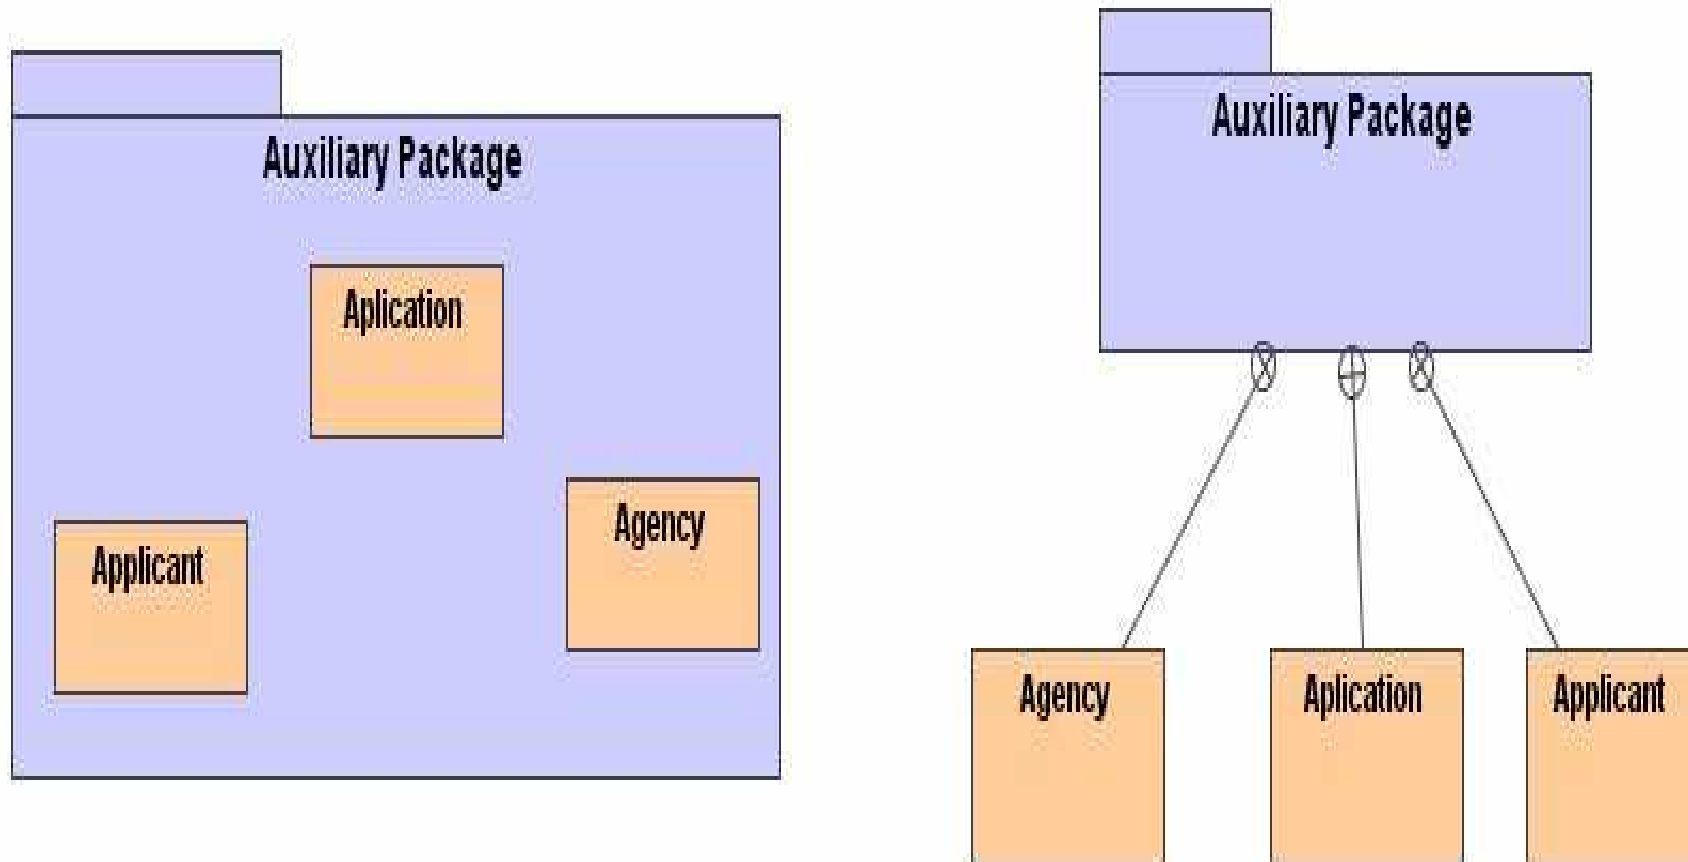 Auxiliary Package
Aplication
Agency
Applicant
Auxiliary Package
Agency
Aplication
Applicant